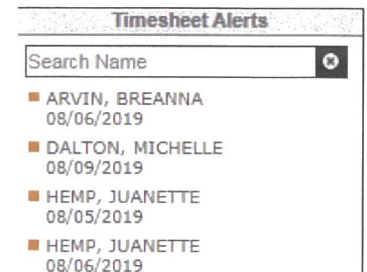 Timesheet Alerts
Search Name
ARVIN, BREANNA
08/06/2019
DALTON, MICHELLE
08/09/2019
HEMP, JUANETTE
08/05/2019
HEMP, JUANETTE
08/06/2019